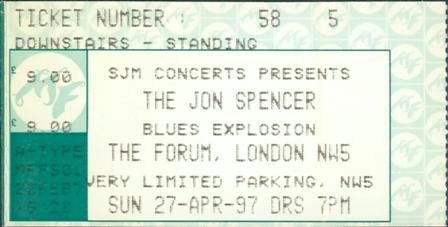 TICKET NUMBER : 58 5
DOWNSTAIRS - STANDING
£ 9.00 SJM CONCERTS PRESENTS
THE JON SPENCER
£ 9.00 BLUES EXPLOSION
A-TYPE THE FORUM, LONDON NW5
VERY LIMITED PARKING, NW5
SUN 27-APR-97 DRS 7PM